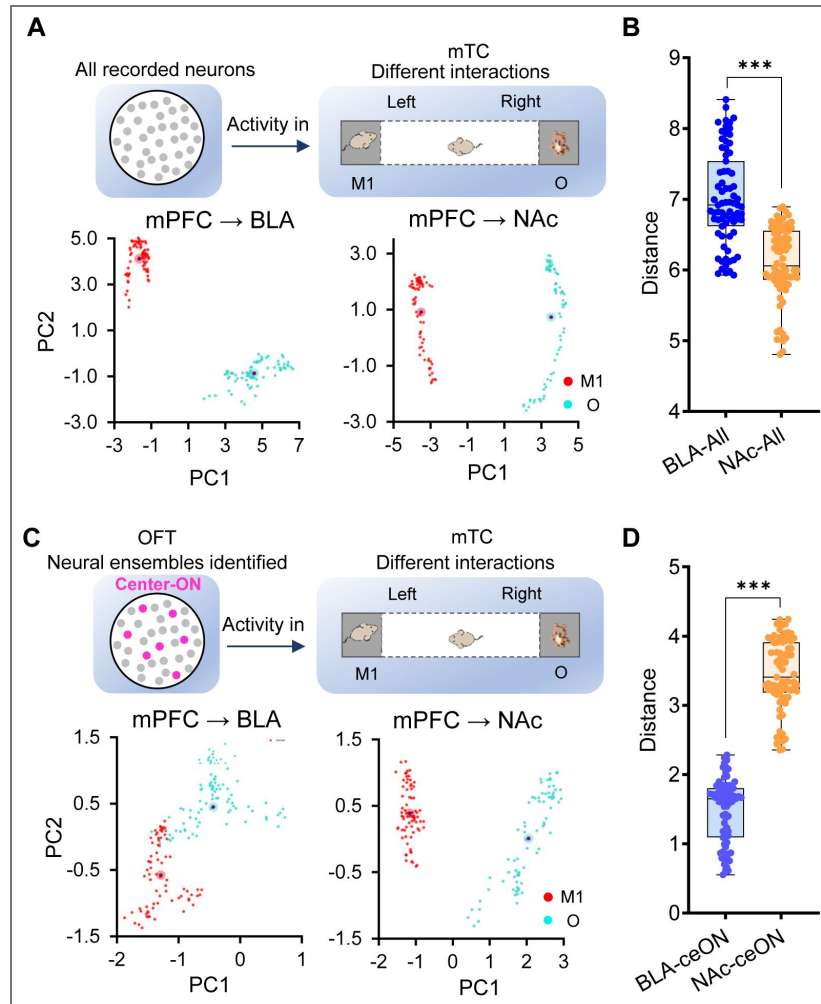 A
All recorded neurons
Activity in
mTC
Different interactions
Left
Right
M1
O
mPFC → BLA
mPFC → NAc
PC2
5.0
3.0
1.0
-1.0
-3.0
-3
-1
1
3
5
7
PC1
3.0
1.0
-1.0
-3.0
-5
-3
-1
1
3
5
PC1
M1
O
B
***
Distance
9
8
7
6
5
4
BLA-All
NAc-All
C
OFT
Neural ensembles identified
Center-ON
Activity in
mTC
Different interactions
Left
Right
M1
O
mPFC → BLA
mPFC → NAc
PC2
1.5
0.5
-0.5
-1.5
-2
-1
0
1
PC1
1.5
0.5
-0.5
-1.5
-2
-1
0
1
2
3
PC1
M1
O
D
***
Distance
5
4
3
2
1
0
BLA-ceON
NAc-ceON